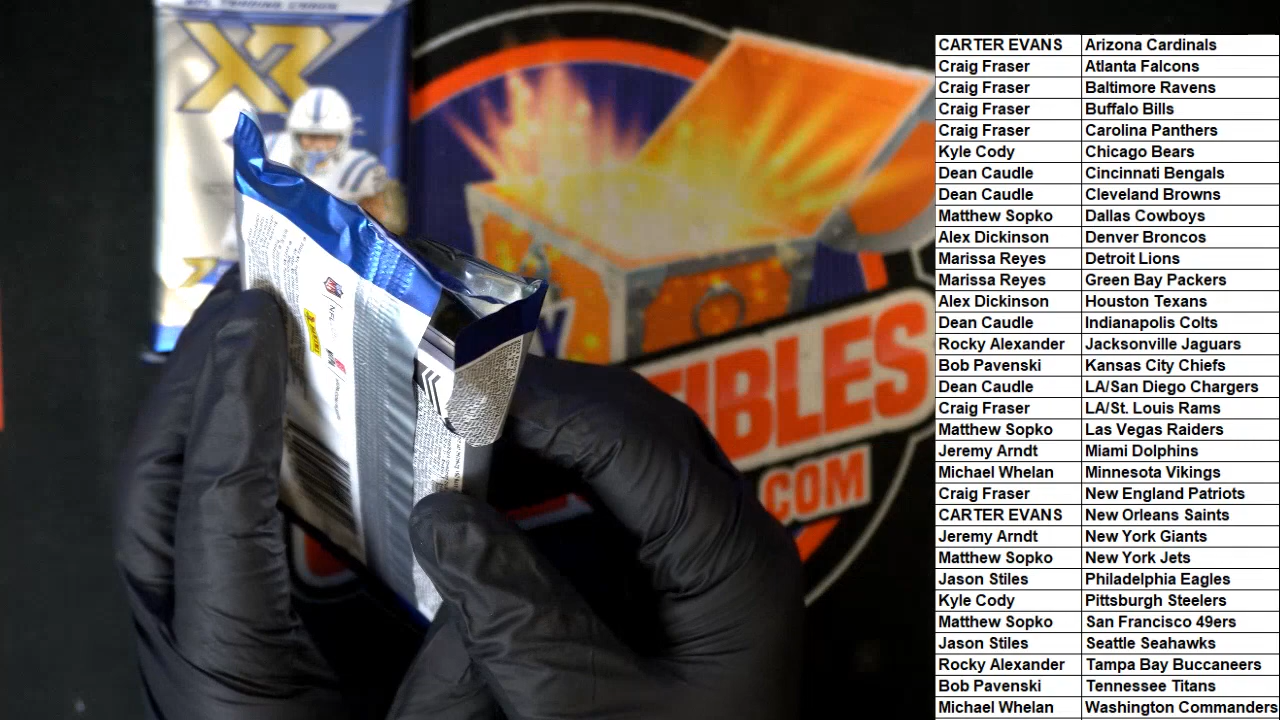 NFL TRADING CARDS
XR
NFL
PANINI
IBLES
.COM
CARTER EVANS Arizona Cardinals
Craig Fraser Atlanta Falcons
Craig Fraser Baltimore Ravens
Craig Fraser Buffalo Bills
Craig Fraser Carolina Panthers
Kyle Cody Chicago Bears
Dean Caudle Cincinnati Bengals
Dean Caudle Cleveland Browns
Matthew Sopko Dallas Cowboys
Alex Dickinson Denver Broncos
Marissa Reyes Detroit Lions
Marissa Reyes Green Bay Packers
Alex Dickinson Houston Texans
Dean Caudle Indianapolis Colts
Rocky Alexander Jacksonville Jaguars
Bob Pavenski Kansas City Chiefs
Dean Caudle LA/San Diego Chargers
Craig Fraser LA/St. Louis Rams
Matthew Sopko Las Vegas Raiders
Jeremy Arndt Miami Dolphins
Michael Whelan Minnesota Vikings
Craig Fraser New England Patriots
CARTER EVANS New Orleans Saints
Jeremy Arndt New York Giants
Matthew Sopko New York Jets
Jason Stiles Philadelphia Eagles
Kyle Cody Pittsburgh Steelers
Matthew Sopko San Francisco 49ers
Jason Stiles Seattle Seahawks
Rocky Alexander Tampa Bay Buccaneers
Bob Pavenski Tennessee Titans
Michael Whelan Washington Commanders